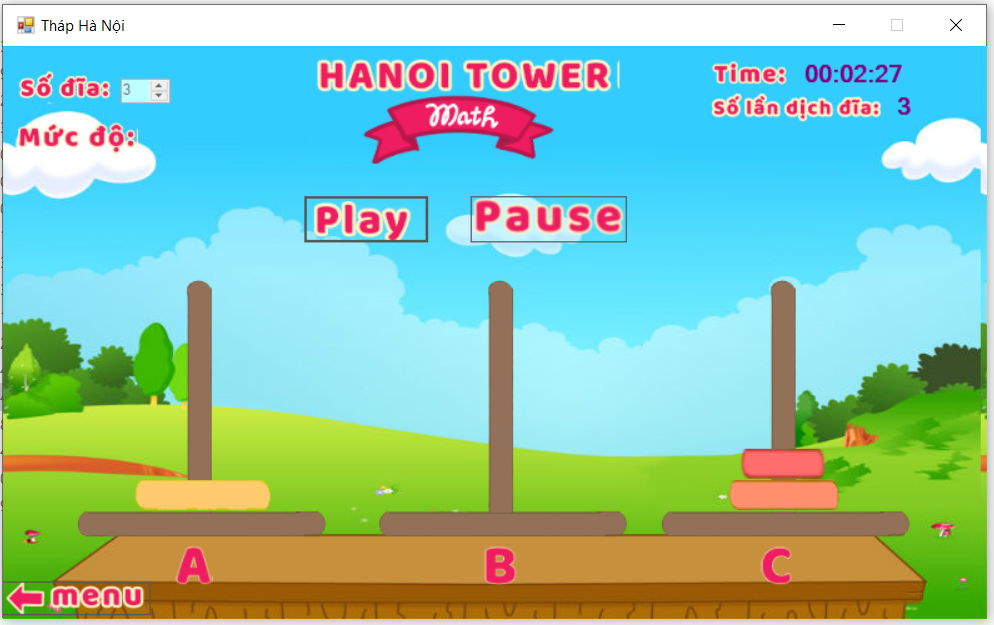 Tháp Hà Nội
Số đĩa: 3
HANOI TOWER
Math
Time: 00:02:27
Số lần dịch đĩa: 3
Mức độ:
Play
Pause
A
B
C
menu